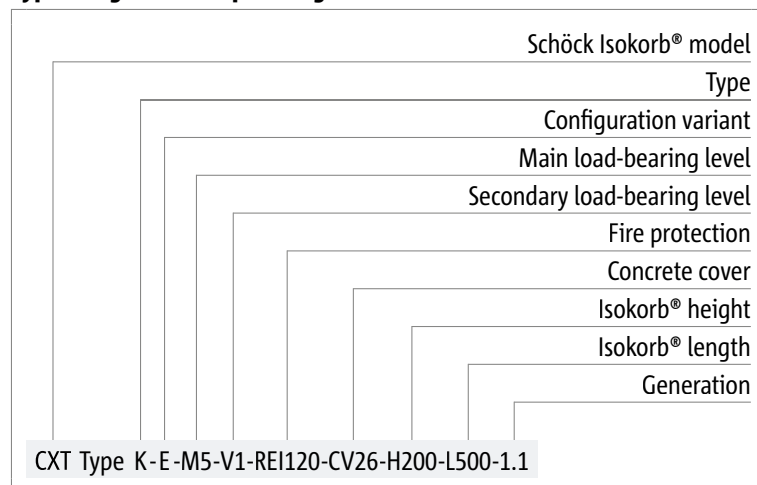 Schöck Isokorb® model
Type
Configuration variant
Main load-bearing level
Secondary load-bearing level
Fire protection
Concrete cover
Isokorb® height
Isokorb® length
Generation
CXT Type K-E-M5-V1-REI120-CV26-H200-L500-1.1